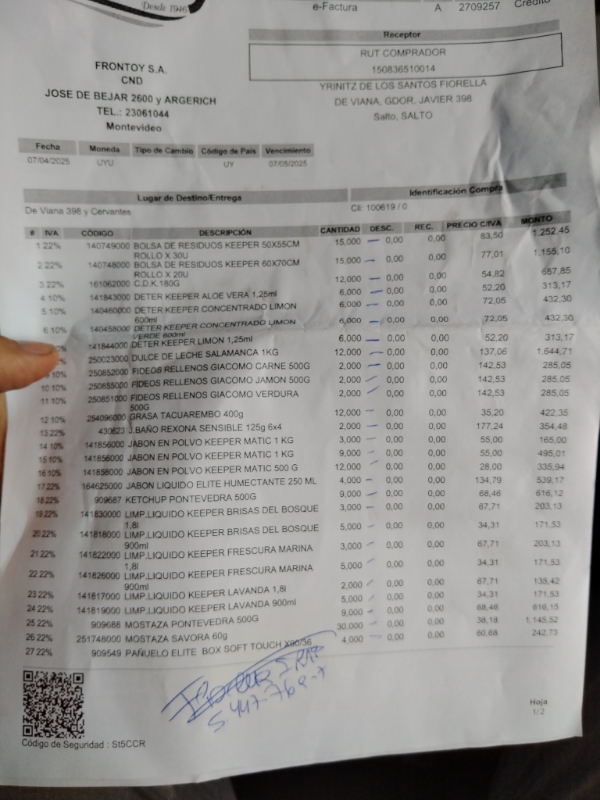 Desde 1946
e-Factura A 2709257 Crédito
Receptor
RUT COMPRADOR
150836510014
FRONTOY S.A.
CND
JOSE DE BEJAR 2600 y ARGERICH
TEL.: 23061044
Montevideo
YRINITZ DE LOS SANTOS FIORELLA
DE VIANA, GDOR. JAVIER 398
Salto, SALTO
Fecha Moneda Tipo de Cambio Código de País Vencimiento
07/04/2025 UYU UY 07/05/2025
Lugar de Destino/Entrega Identificación Compra
De Viana 398 y Cervantes Cli: 100619 / 0
# IVA CÓDIGO DESCRIPCIÓN CANTIDAD DESC. REC. PRECIO C/IVA MONTO
1 22% 140749000 BOLSA DE RESIDUOS KEEPER 50X55CM 15,000 0,00 0,00 83,50 1.252,45
ROLLO X 30U
2 22% 140748000 BOLSA DE RESIDUOS KEEPER 60X70CM 15,000 0,00 0,00 77,01 1.155,10
ROLLO X 20U
3 22% 161062000 C.D.K.180G 12,000 0,00 0,00 54,82 657,85
4 10% 141843000 DETER KEEPER ALOE VERA 1,25ml 6,000 0,00 0,00 52,20 313,17
5 10% 140460000 DETER KEEPER CONCENTRADO LIMON 6,000 0,00 0,00 72,05 432,30
600ml
6 10% 140458000 DETER KEEPER CONCENTRADO LIMON 6,000 0,00 0,00 72,05 432,30
VERDE 600ml
141844000 DETER KEEPER LIMON 1,25ml 6,000 0,00 0,00 52,20 313,17
250023000 DULCE DE LECHE SALAMANCA 1KG 12,000 0,00 0,00 137,06 1.644,71
10% 250852000 FIDEOS RELLENOS GIACOMO CARNE 500G 2,000 0,00 0,00 142,53 285,05
10 10% 250855000 FIDEOS RELLENOS GIACOMO JAMON 500G 2,000 0,00 0,00 142,53 285,05
11 10% 250851000 FIDEOS RELLENOS GIACOMO VERDURA 2,000 0,00 0,00 142,53 285,05
500G
12 10% 254096000 GRASA TACUAREMBO 400g 12,000 0,00 0,00 35,20 422,35
13 22% 430623 J.BAÑO REXONA SENSIBLE 125g 6x4 2,000 0,00 0,00 177,24 354,48
14 10% 141856000 JABON EN POLVO KEEPER MATIC 1 KG 3,000 0,00 0,00 55,00 165,00
15 10% 141856000 JABON EN POLVO KEEPER MATIC 1 KG 9,000 0,00 0,00 55,00 495,01
16 10% 141858000 JABON EN POLVO KEEPER MATIC 500 G 12,000 0,00 0,00 28,00 335,94
17 22% 164625000 JABON LIQUIDO ELITE HUMECTANTE 250 ML 4,000 0,00 0,00 134,79 539,17
18 22% 909687 KETCHUP PONTEVEDRA 500G 9,000 0,00 0,00 68,46 616,12
19 22% 141830000 LIMP.LIQUIDO KEEPER BRISAS DEL BOSQUE 3,000 0,00 0,00 67,71 203,13
1,8l
20 22% 141818000 LIMP.LIQUIDO KEEPER BRISAS DEL BOSQUE 5,000 0,00 0,00 34,31 171,53
900ml
21 22% 141822000 LIMP.LIQUIDO KEEPER FRESCURA MARINA 3,000 0,00 0,00 67,71 203,13
1,8l
22 22% 141826000 LIMP.LIQUIDO KEEPER FRESCURA MARINA 5,000 0,00 0,00 34,31 171,53
900ml
23 22% 141817000 LIMP.LIQUIDO KEEPER LAVANDA 1,8l 2,000 0,00 0,00 67,71 135,42
24 22% 141819000 LIMP.LIQUIDO KEEPER LAVANDA 900ml 5,000 0,00 0,00 34,31 171,53
25 22% 909688 MOSTAZA PONTEVEDRA 500G 9,000 0,00 0,00 68,46 616,15
26 22% 251748000 MOSTAZA SAVORA 60g 30,000 0,00 0,00 38,18 1.145,52
27 22% 909549 PAÑUELO ELITE BOX SOFT TOUCH 4,000 0,00 0,00 60,68 242,73
Hoja
1/2
Código de Seguridad : St5CCR